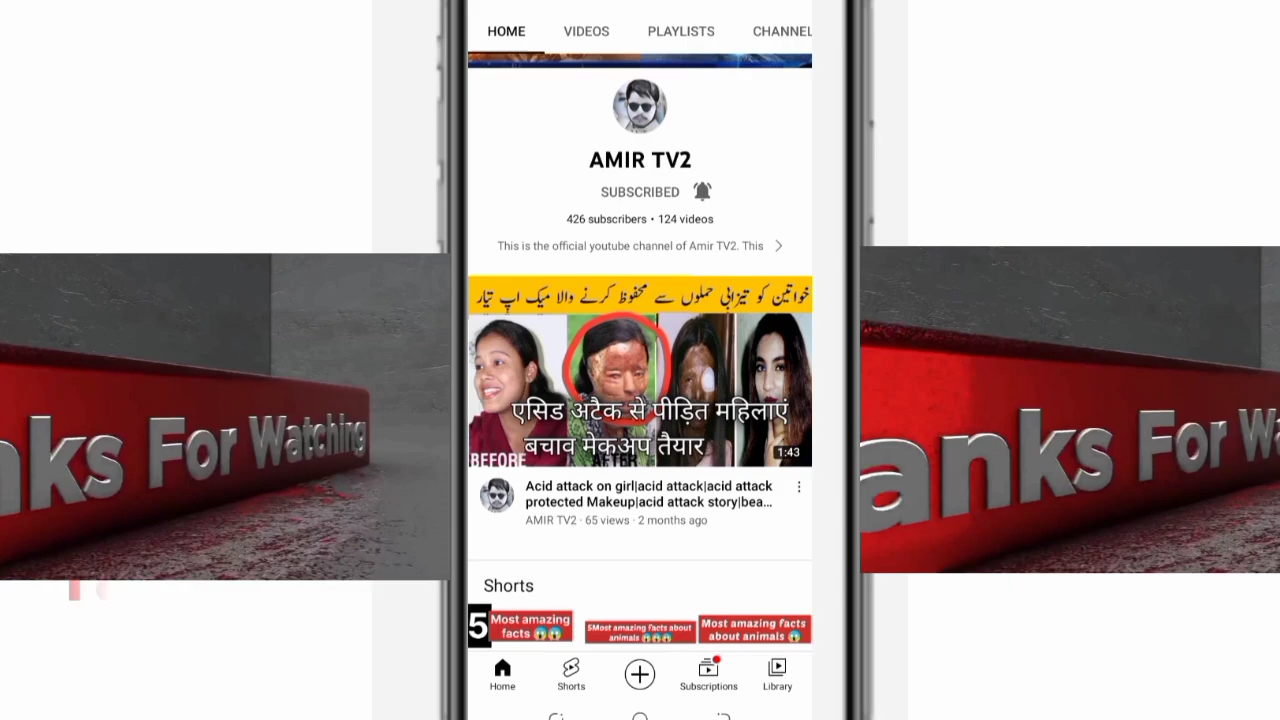 HOME VIDEOS PLAYLISTS CHANNEL
AMIR TV2
SUBSCRIBED
426 subscribers • 124 videos
This is the official youtube channel of Amir TV2. This
خواتین کو تیزابی حملوں سے محفوظ کرنے والا میک اپ تیار
एसिड अटैक से पीड़ित महिलाएं
बचाव मेकअप तैयार
BEFORE AFTER
1:43
Acid attack on girl|acid attack|acid attack
protected Makeup|acid attack story|bea...
AMIR TV2 · 65 views · 2 months ago
nks For Watching
anks For W
Shorts
5
Most amazing
facts 😱😱
5Most amazing facts about
animals 😱😱😱
Most amazing facts
about animals 😱
Home Shorts Subscriptions Library